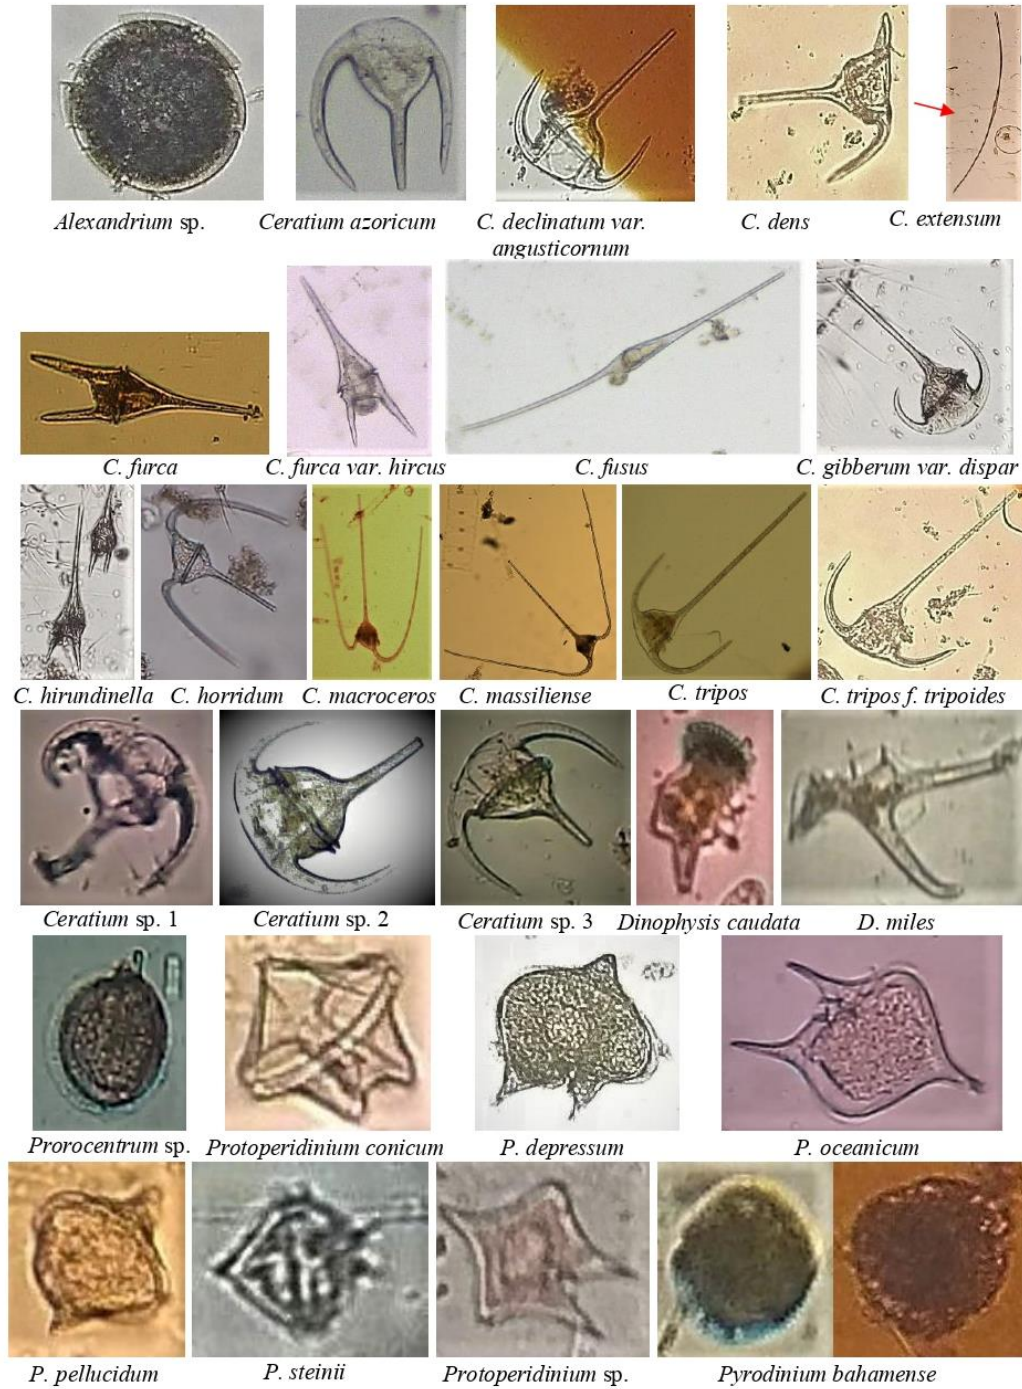 Alexandrium sp.
Ceratium azoricum
C. declinatum var.
angusticornum
C. dens
C. extensum
C. furca
C. furca var. hircus
C. fusus
C. gibberum var. dispar
C. hirundinella
C. horridum
C. macroceros
C. massiliense
C. tripos
C. tripos f. tripoides
Ceratium sp. 1
Ceratium sp. 2
Ceratium sp. 3
Dinophysis caudata
D. miles
Prorocentrum sp.
Protoperidinium conicum
P. depressum
P. oceanicum
P. pellucidum
P. steinii
Protoperidinium sp.
Pyrodinium bahamense